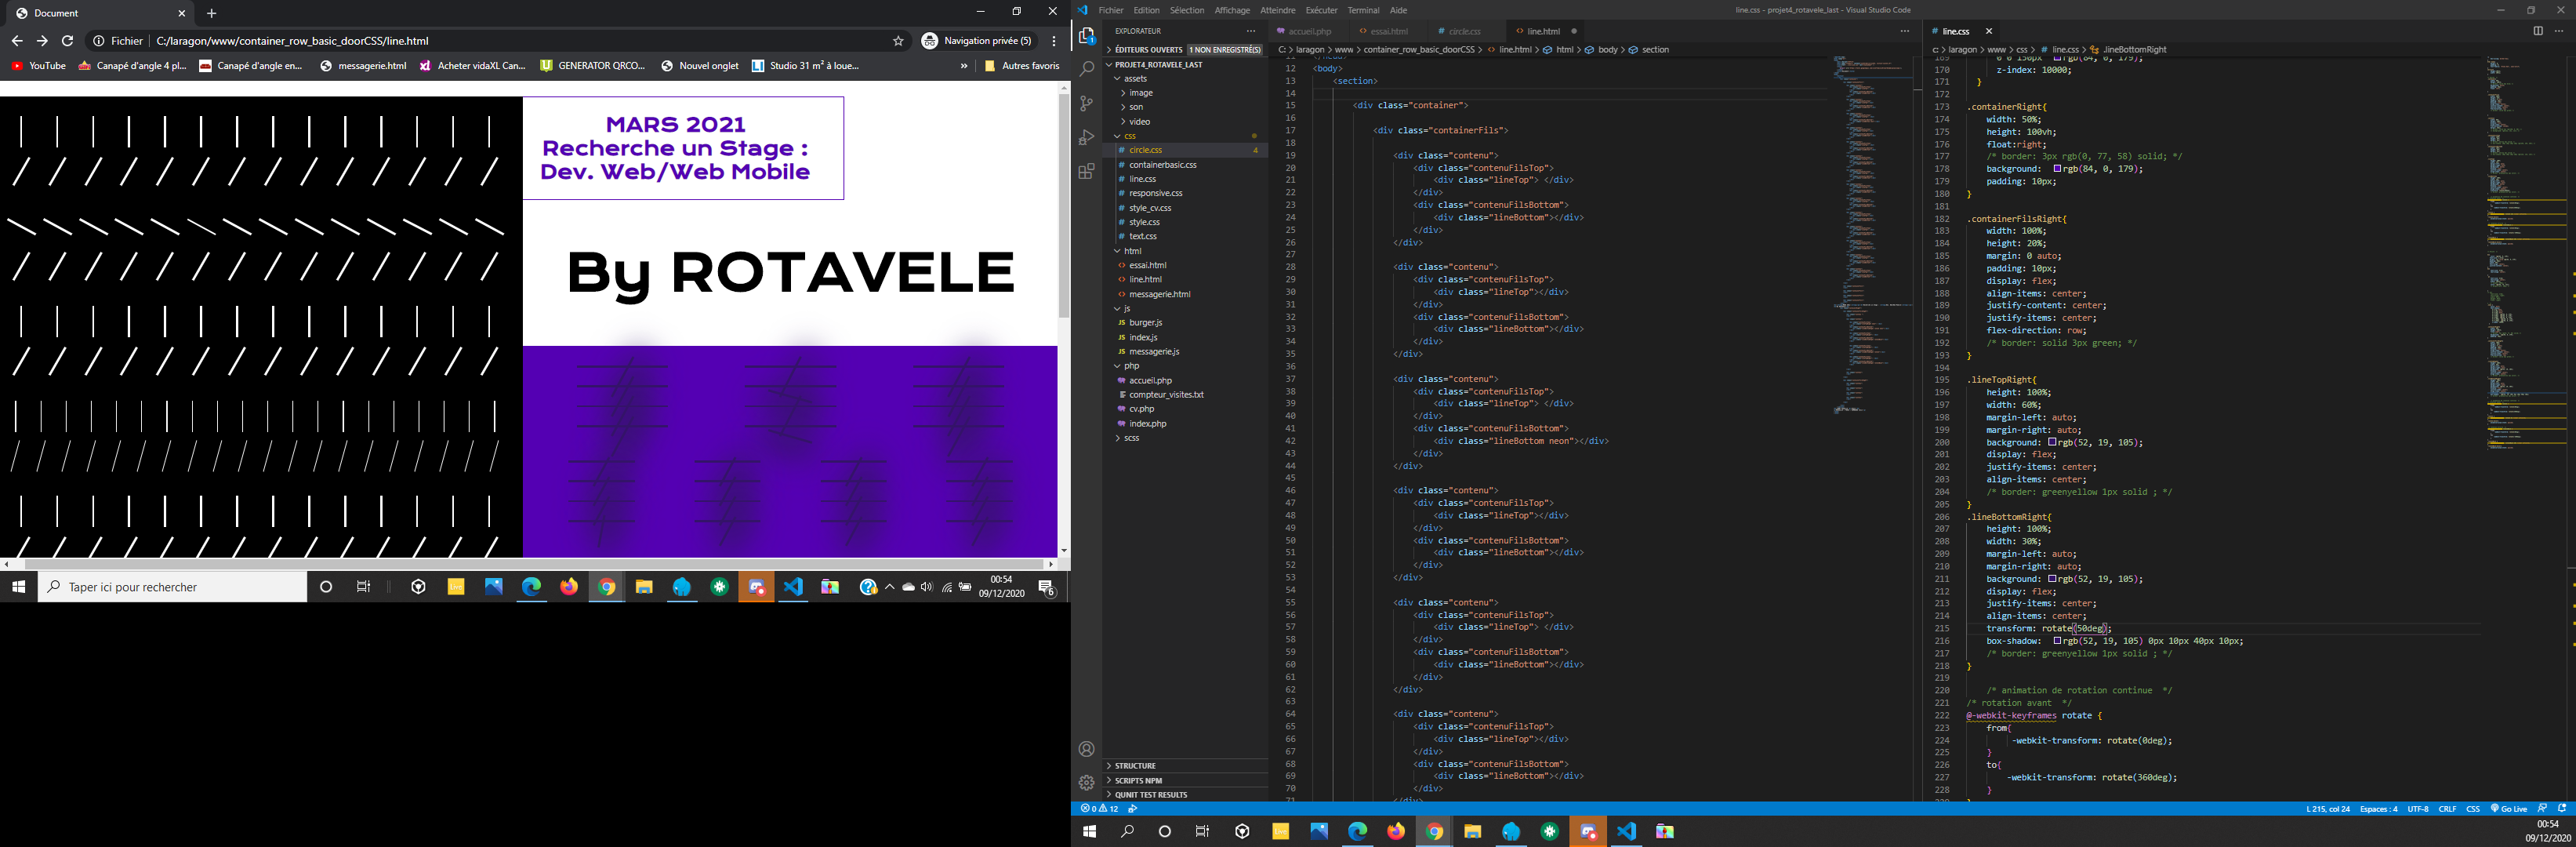 Document
Fichier
C:/laragon/www/container_row_basic_doorCSS/line.html
Navigation privée (5)
YouTube
Canapé d'angle 4 pl...
Canapé d'angle en...
messagerie.html
Acheter vidaXL Can...
GENERATOR QRCO...
Nouvel onglet
Studio 31 m² à loue...
»
Autres favoris
MARS 2021
Recherche un Stage :
Dev. Web/Web Mobile
By ROTAVELE
Taper ici pour rechercher
00:54
09/12/2020
6
Fichier Edition Sélection Affichage Atteindre Exécuter Terminal Aide
line.css - projet4_rotavele_last - Visual Studio Code
EXPLORATEUR
ÉDITEURS OUVERTS 1 NON ENREGISTRÉ(S)
PROJET4_ROTAVELE_LAST
assets
image
son
video
css
circle.css 4
containerbasic.css
line.css
responsive.css
style_cv.css
style.css
text.css
html
essai.html
line.html
messagerie.html
js
burger.js
index.js
messagerie.js
php
accueil.php
compteur_visites.txt
cv.php
index.php
scss
STRUCTURE
SCRIPTS NPM
QUNIT TEST RESULTS
accueil.php essai.html circle.css line.html
C: > laragon > www > container_row_basic_doorCSS > line.html > html > body > section
12 <body>
13 <section>
14
15 <div class="container">
16
17 <div class="containerFils">
18
19 <div class="contenu">
20 <div class="contenuFilsTop">
21 <div class="lineTop"> </div>
22 </div>
23 <div class="contenuFilsBottom">
24 <div class="lineBottom"></div>
25 </div>
26 </div>
27
28 <div class="contenu">
29 <div class="contenuFilsTop">
30 <div class="lineTop"></div>
31 </div>
32 <div class="contenuFilsBottom">
33 <div class="lineBottom"></div>
34 </div>
35 </div>
36
37 <div class="contenu">
38 <div class="contenuFilsTop">
39 <div class="lineTop"> </div>
40 </div>
41 <div class="contenuFilsBottom">
42 <div class="lineBottom neon"></div>
43 </div>
44 </div>
45
46 <div class="contenu">
47 <div class="contenuFilsTop">
48 <div class="lineTop"></div>
49 </div>
50 <div class="contenuFilsBottom">
51 <div class="lineBottom"></div>
52 </div>
53 </div>
54
55 <div class="contenu">
56 <div class="contenuFilsTop">
57 <div class="lineTop"> </div>
58 </div>
59 <div class="contenuFilsBottom">
60 <div class="lineBottom"></div>
61 </div>
62 </div>
63
64 <div class="contenu">
65 <div class="contenuFilsTop">
66 <div class="lineTop"></div>
67 </div>
68 <div class="contenuFilsBottom">
69 <div class="lineBottom"></div>
70 </div>
line.css
c: > laragon > www > css > line.css > .lineBottomRight
170 z-index: 10000;
171 }
172
173 .containerRight{
174 width: 50%;
175 height: 100vh;
176 float:right;
177 /* border: 3px rgb(0, 77, 58) solid; */
178 background: rgb(84, 0, 179);
179 padding: 10px;
180 }
181
182 .containerFilsRight{
183 width: 100%;
184 height: 20%;
185 margin: 0 auto;
186 padding: 10px;
187 display: flex;
188 align-items: center;
189 justify-content: center;
190 justify-items: center;
191 flex-direction: row;
192 /* border: solid 3px green; */
193 }
194
195 .lineTopRight{
196 height: 100%;
197 width: 60%;
198 margin-left: auto;
199 margin-right: auto;
200 background: rgb(52, 19, 105);
201 display: flex;
202 justify-items: center;
203 align-items: center;
204 /* border: greenyellow 1px solid ; */
205 }
206 .lineBottomRight{
207 height: 100%;
208 width: 30%;
209 margin-left: auto;
210 margin-right: auto;
211 background: rgb(52, 19, 105);
212 display: flex;
213 justify-items: center;
214 align-items: center;
215 transform: rotate(50deg);
216 box-shadow: rgb(52, 19, 105) 0px 10px 40px 10px;
217 /* border: greenyellow 1px solid ; */
218 }
219
220 /* animation de rotation continue */
221 /* rotation avant */
222 @-webkit-keyframes rotate {
223 from{
224 -webkit-transform: rotate(0deg);
225 }
226 to{
227 -webkit-transform: rotate(360deg);
228 }
0 12
L 215, col 24 Espaces : 4 UTF-8 CRLF CSS Go Live
00:54
09/12/2020